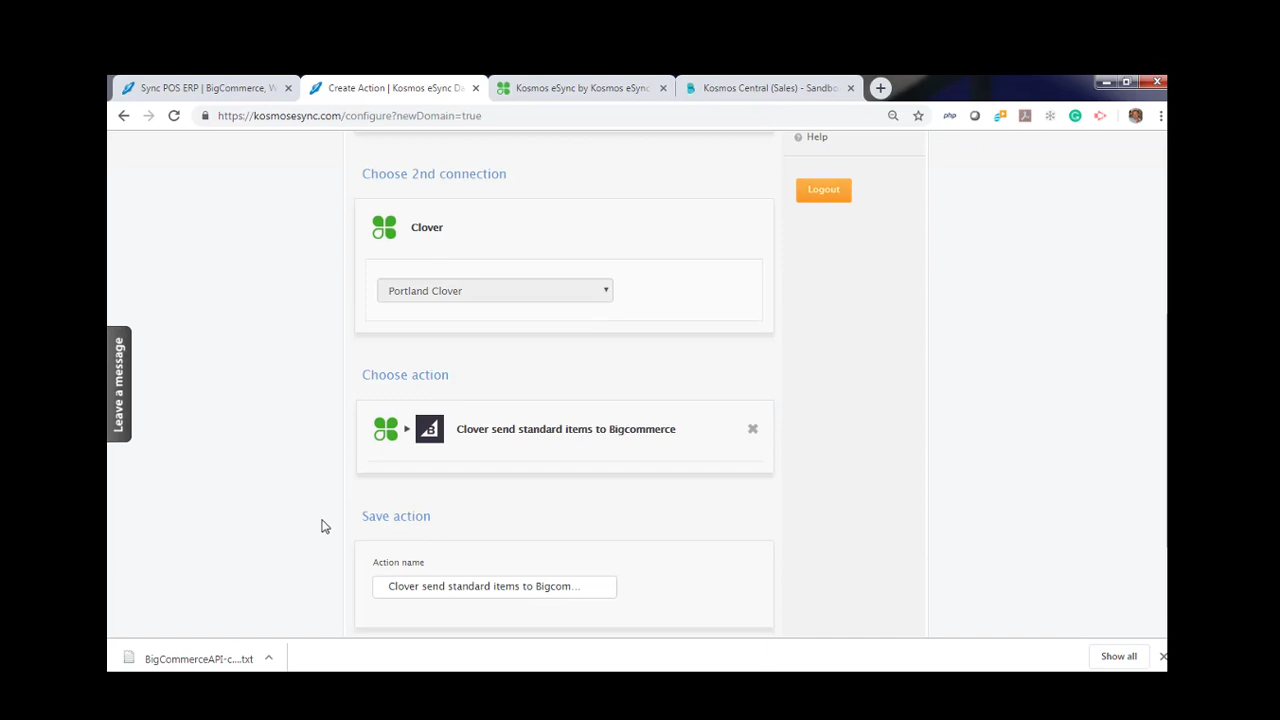 Sync POS ERP | BigCommerce, W
Create Action | Kosmos eSync Da
Kosmos eSync by Kosmos eSync
Kosmos Central (Sales) - Sandbo
https://kosmosesync.com/configure?newDomain=true
php
Help
Logout
Choose 2nd connection
Clover
Portland Clover
Choose action
Clover send standard items to Bigcommerce
Leave a message
Save action
Action name
Clover send standard items to Bigcom...
BigCommerceAPI-c....txt
Show all